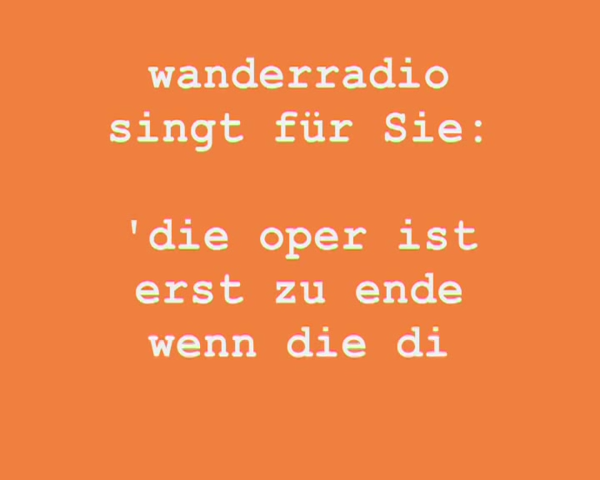 wanderradio
singt für Sie:
'die oper ist
erst zu ende
wenn die di